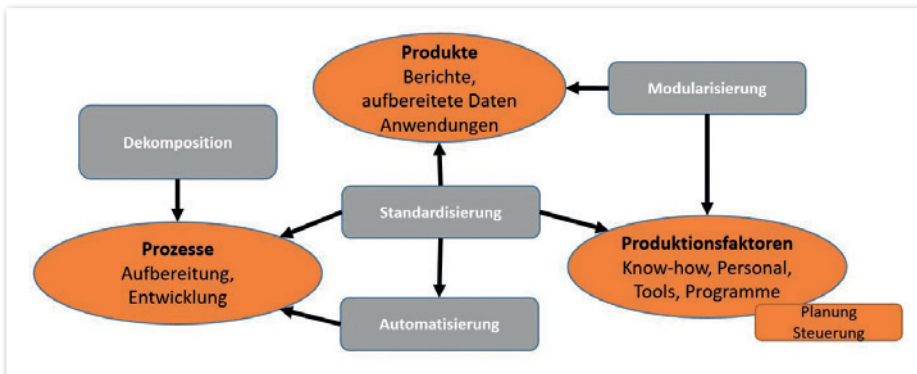 Produkte
Berichte,
aufbereitete Daten
Anwendungen
Modularisierung
Dekomposition
Standardisierung
Prozesse
Aufbereitung,
Entwicklung
Produktionsfaktoren
Know-how, Personal,
Tools, Programme
Automatisierung
Planung
Steuerung